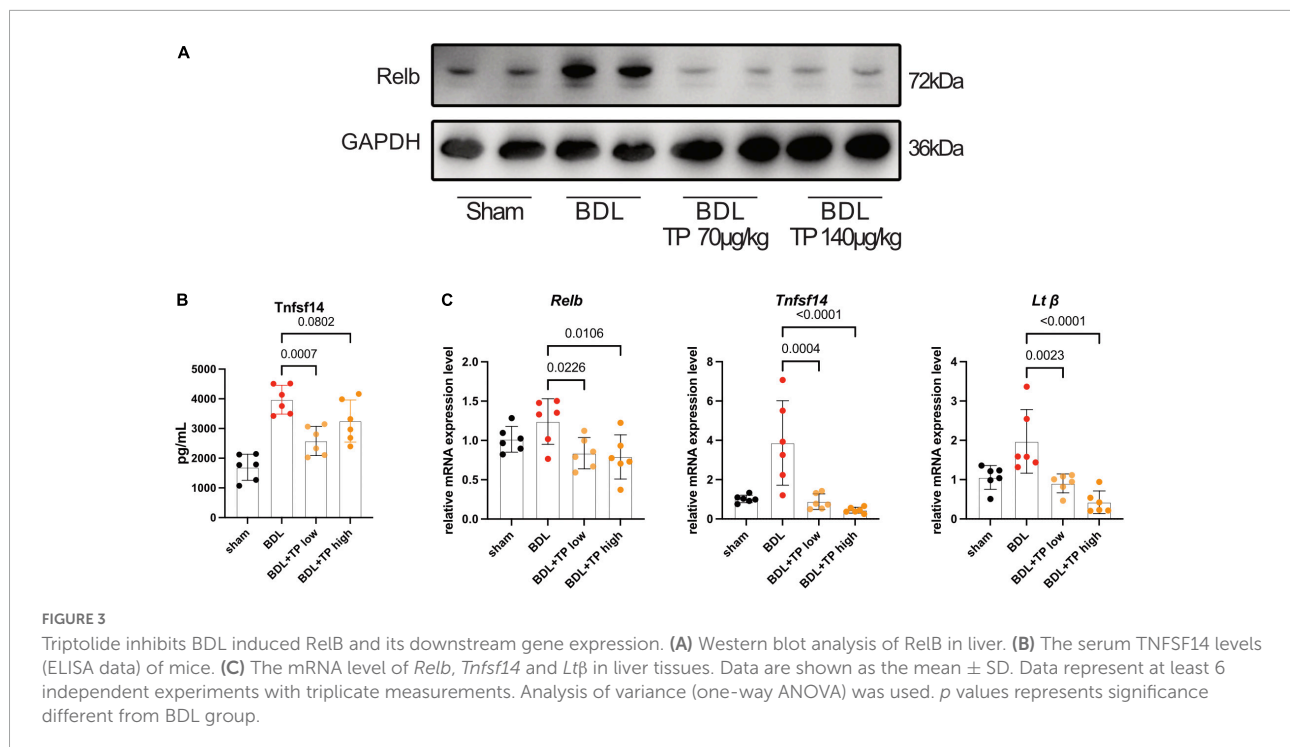 A
Relb
72kDa
GAPDH
36kDa
Sham
BDL
BDL
TP 70μg/kg
BDL
TP 140μg/kg
B
Tnfsf14
0.0802
0.0007
pg/mL
5000
4000
3000
2000
1000
0
sham
BDL
BDL+TP low
BDL+TP high
C
Relb
0.0106
0.0226
relative mRNA expression level
2.0
1.5
1.0
0.5
0.0
sham
BDL
BDL+TP low
BDL+TP high
Tnfsf14
<0.0001
0.0004
relative mRNA expression level
8
6
4
2
0
sham
BDL
BDL+TP low
BDL+TP high
Lt β
<0.0001
0.0023
relative mRNA expression level
4
3
2
1
0
sham
BDL
BDL+TP low
BDL+TP high
FIGURE 3
Triptolide inhibits BDL induced RelB and its downstream gene expression. (A) Western blot analysis of RelB in liver. (B) The serum TNFSF14 levels
(ELISA data) of mice. (C) The mRNA level of Relb, Tnfsf14 and Ltβ in liver tissues. Data are shown as the mean ± SD. Data represent at least 6
independent experiments with triplicate measurements. Analysis of variance (one-way ANOVA) was used. p values represents significance
different from BDL group.